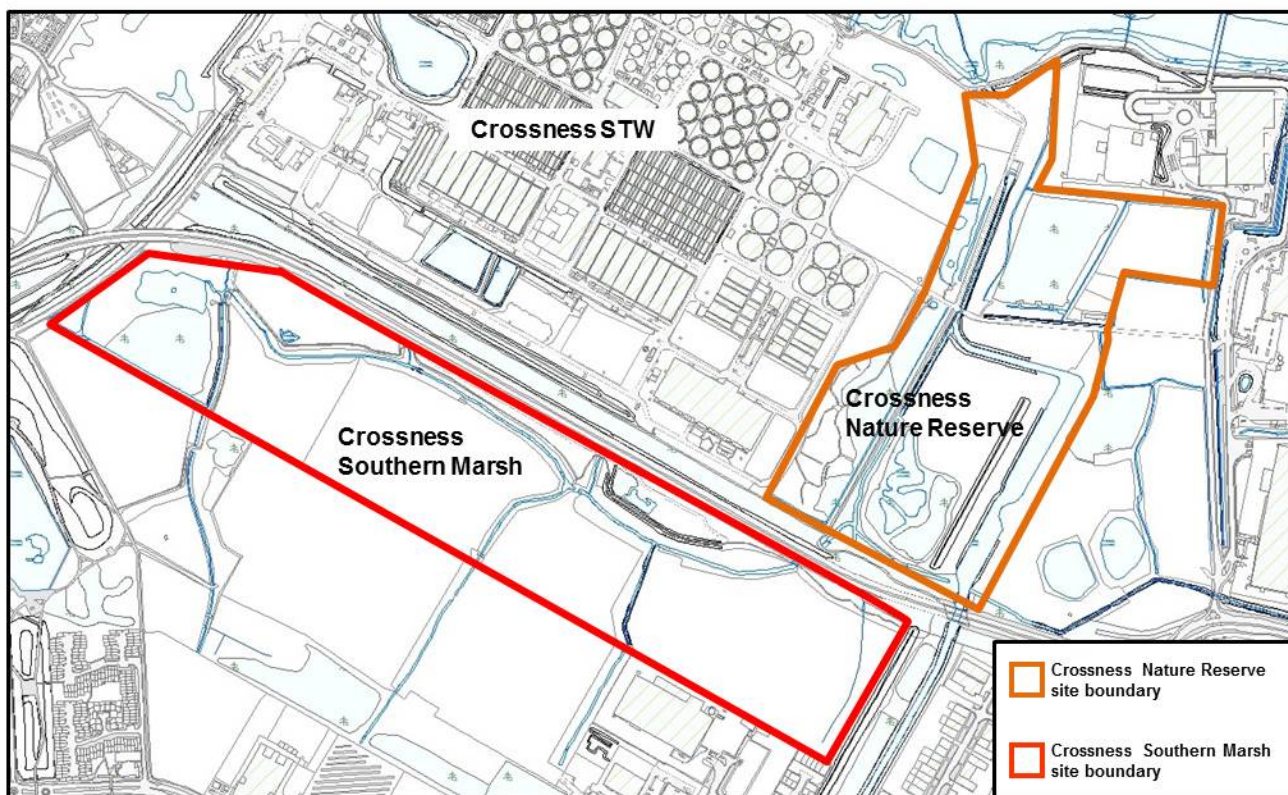 Crossness STW
Crossness
Nature Reserve
Crossness
Southern Marsh
Crossness Nature Reserve
site boundary
Crossness Southern Marsh
site boundary